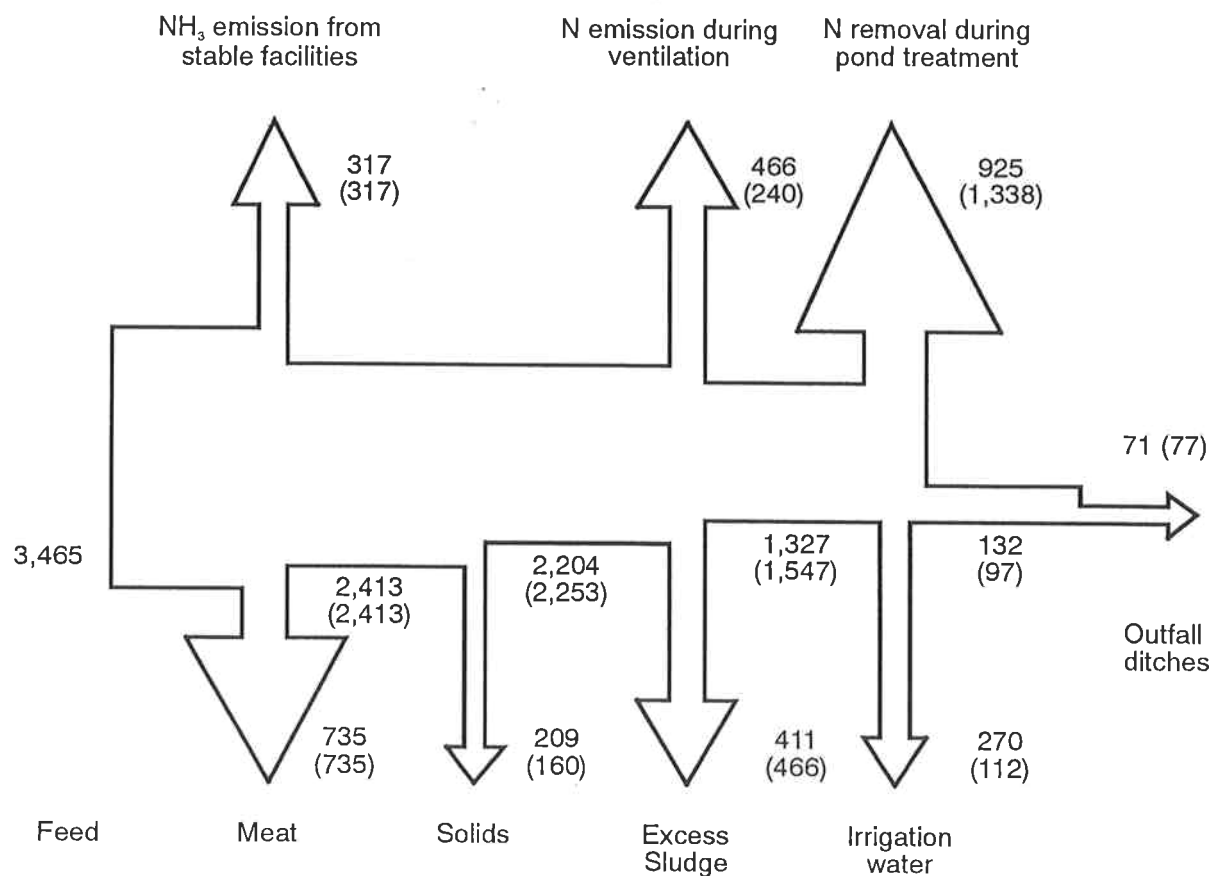 NH₃ emission from
stable facilities
N emission during
ventilation
N removal during
pond treatment
317
(317)
466
(240)
925
(1,338)
71 (77)
3,465
2,413
(2,413)
2,204
(2,253)
1,327
(1,547)
132
(97)
Outfall
ditches
735
(735)
209
(160)
411
(466)
270
(112)
Feed
Meat
Solids
Excess
Sludge
Irrigation
water